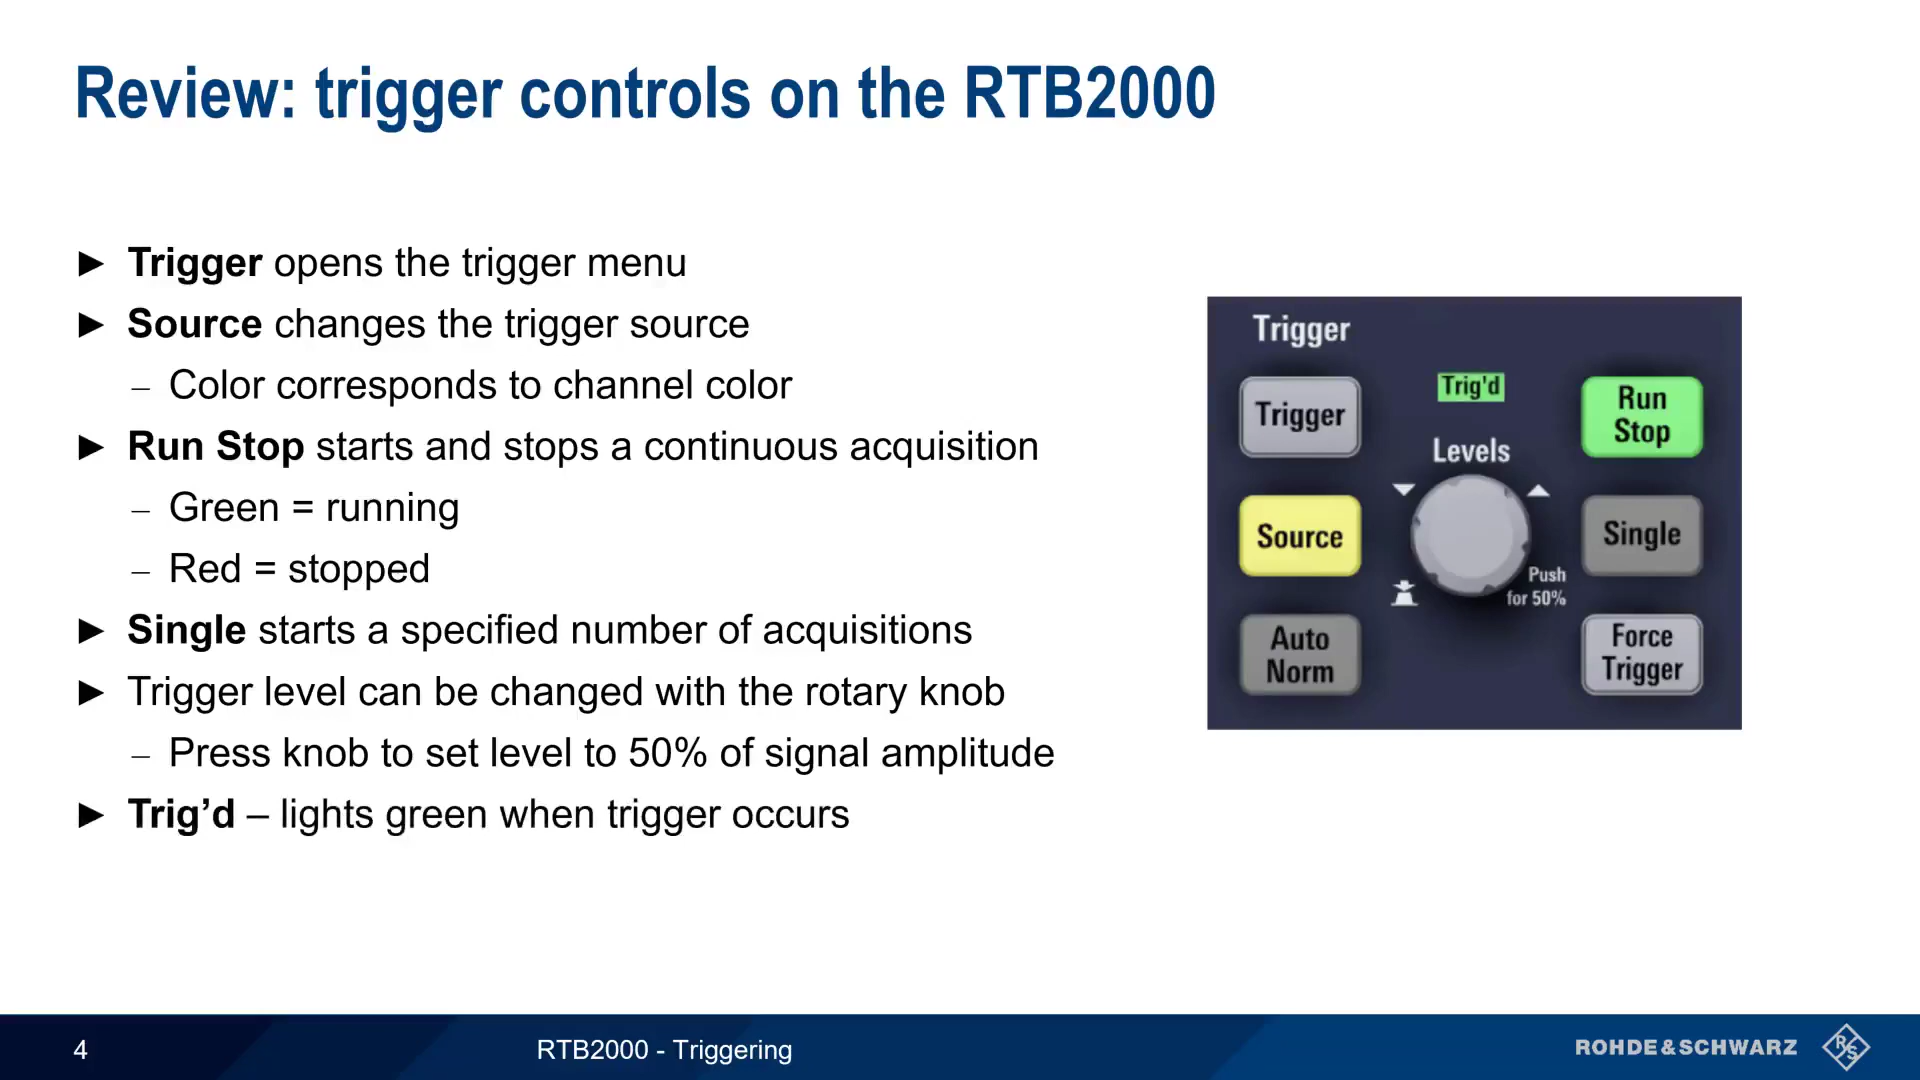 Review: trigger controls on the RTB2000
► Trigger opens the trigger menu
► Source changes the trigger source
– Color corresponds to channel color
► Run Stop starts and stops a continuous acquisition
– Green = running
– Red = stopped
► Single starts a specified number of acquisitions
► Trigger level can be changed with the rotary knob
– Press knob to set level to 50% of signal amplitude
► Trig’d – lights green when trigger occurs
Trigger
Trigger
Trig'd
Run
Stop
Levels
Source
Single
Push
for 50%
Auto
Norm
Force
Trigger
4
RTB2000 - Triggering
ROHDE&SCHWARZ
R&S